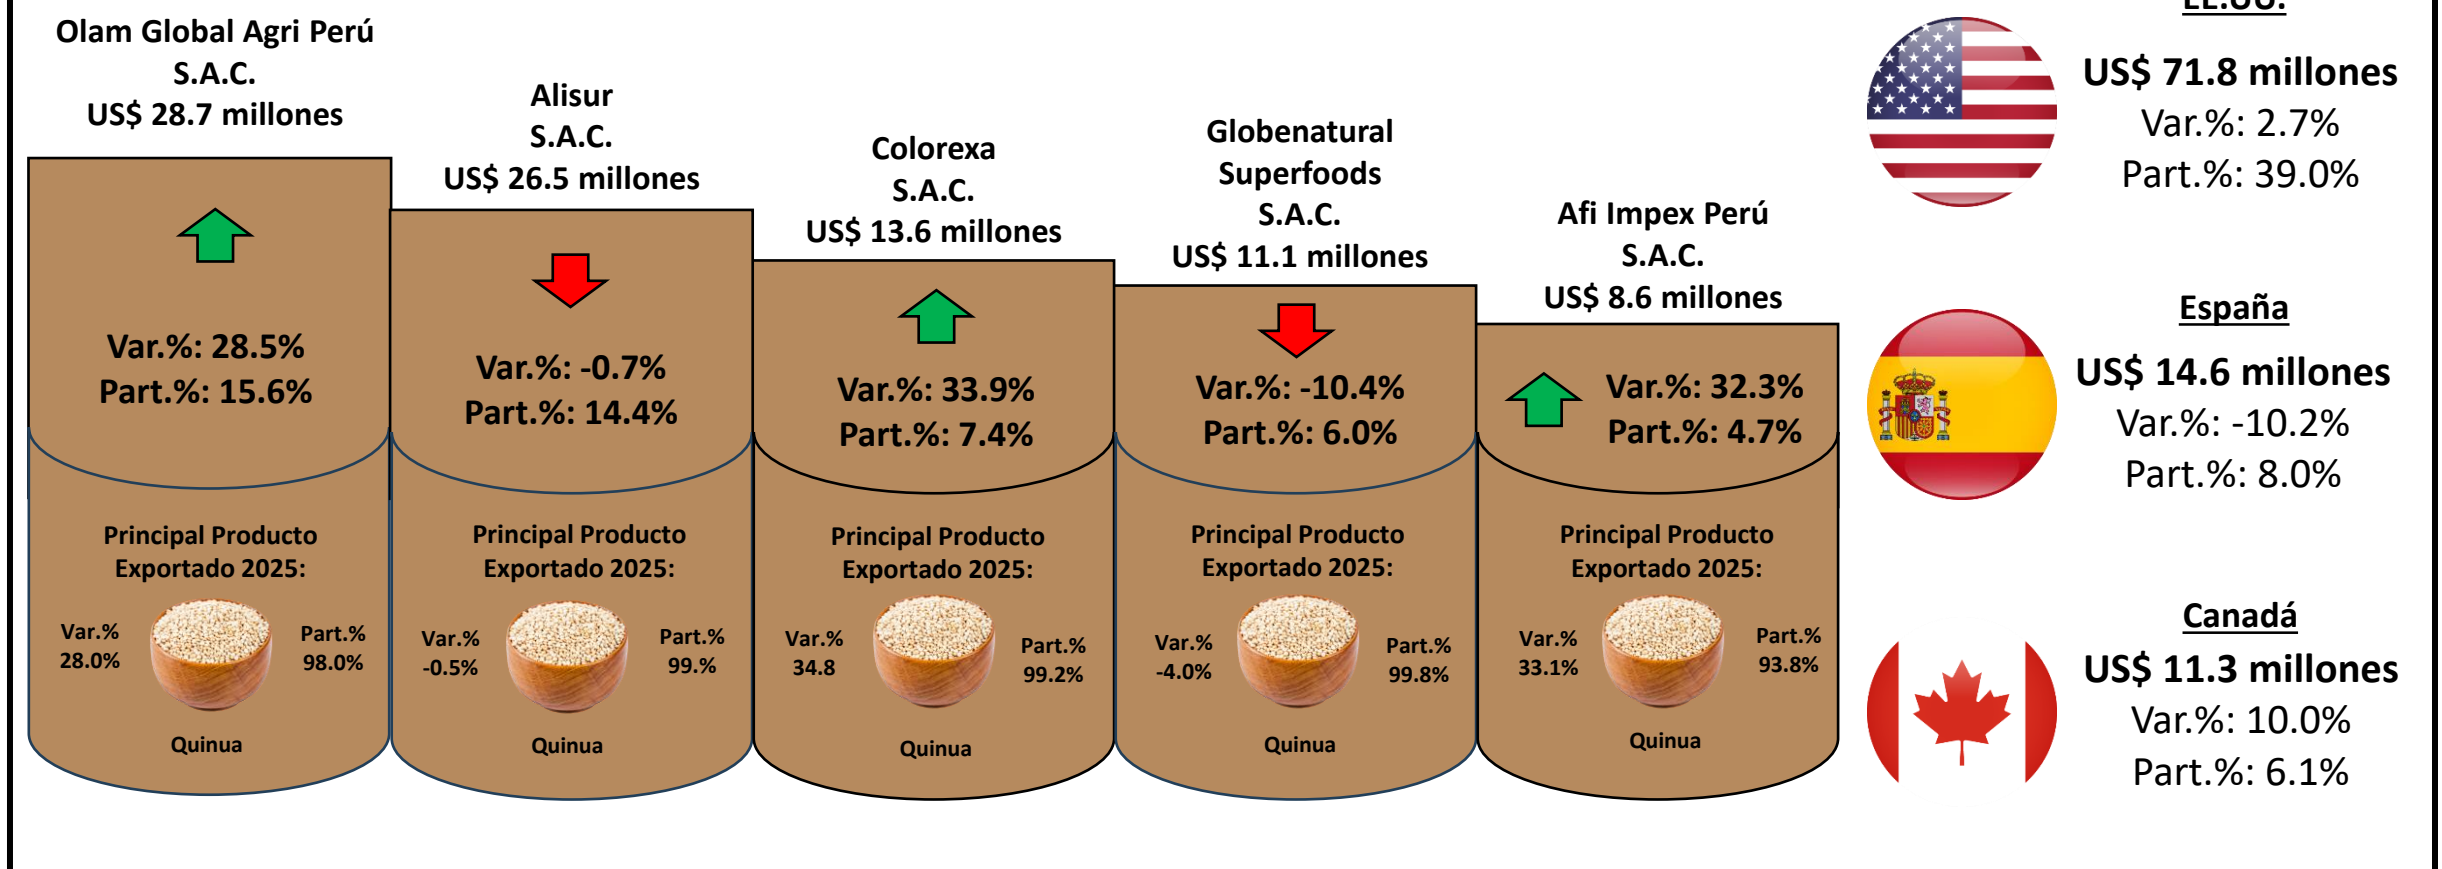 Olam Global Agri Perú
S.A.C.
US$ 28.7 millones
Var.%: 28.5%
Part.%: 15.6%
Principal Producto
Exportado 2025:
Var.%
28.0%
Part.%
98.0%
Quinua
Alisur
S.A.C.
US$ 26.5 millones
Var.%: -0.7%
Part.%: 14.4%
Principal Producto
Exportado 2025:
Var.%
-0.5%
Part.%
99.%
Quinua
Colorexa
S.A.C.
US$ 13.6 millones
Var.%: 33.9%
Part.%: 7.4%
Principal Producto
Exportado 2025:
Var.%
34.8
Part.%
99.2%
Quinua
Globenatural
Superfoods
S.A.C.
US$ 11.1 millones
Var.%: -10.4%
Part.%: 6.0%
Principal Producto
Exportado 2025:
Var.%
-4.0%
Part.%
99.8%
Quinua
Afi Impex Perú
S.A.C.
US$ 8.6 millones
Var.%: 32.3%
Part.%: 4.7%
Principal Producto
Exportado 2025:
Var.%
33.1%
Part.%
93.8%
Quinua
EE.UU.
US$ 71.8 millones
Var.%: 2.7%
Part.%: 39.0%
España
US$ 14.6 millones
Var.%: -10.2%
Part.%: 8.0%
Canadá
US$ 11.3 millones
Var.%: 10.0%
Part.%: 6.1%